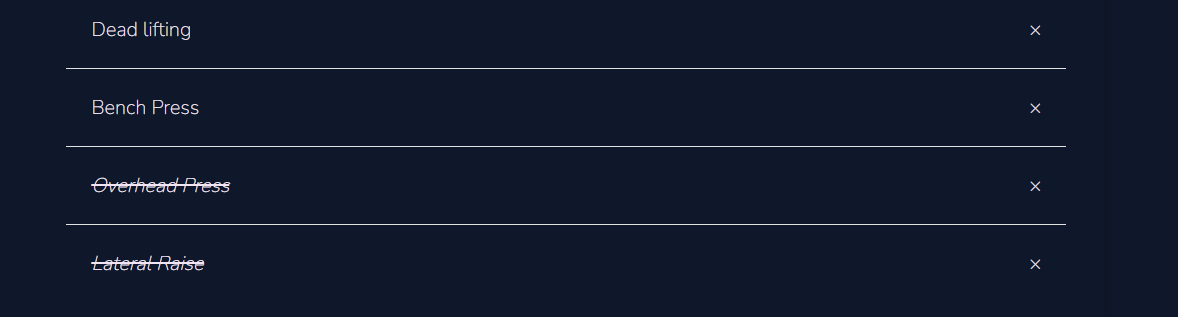 Dead lifting ×
Bench Press ×
Overhead Press ×
Lateral Raise ×